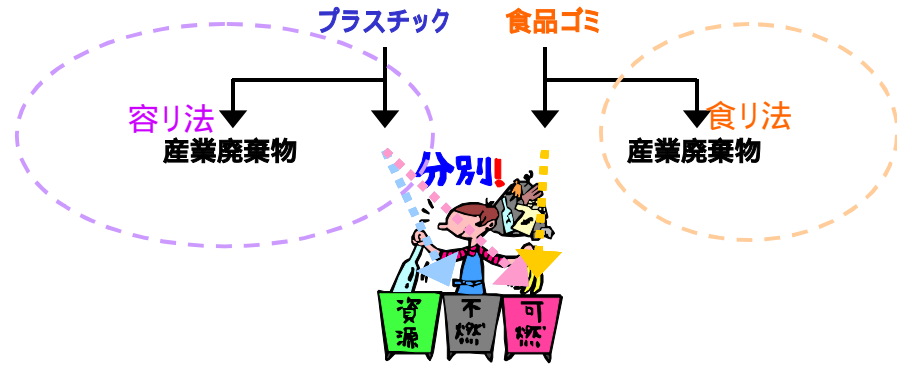 プラスチック
食品ゴミ
容リ法
食リ法
産業廃棄物
産業廃棄物
分別!
資源
不燃
可燃